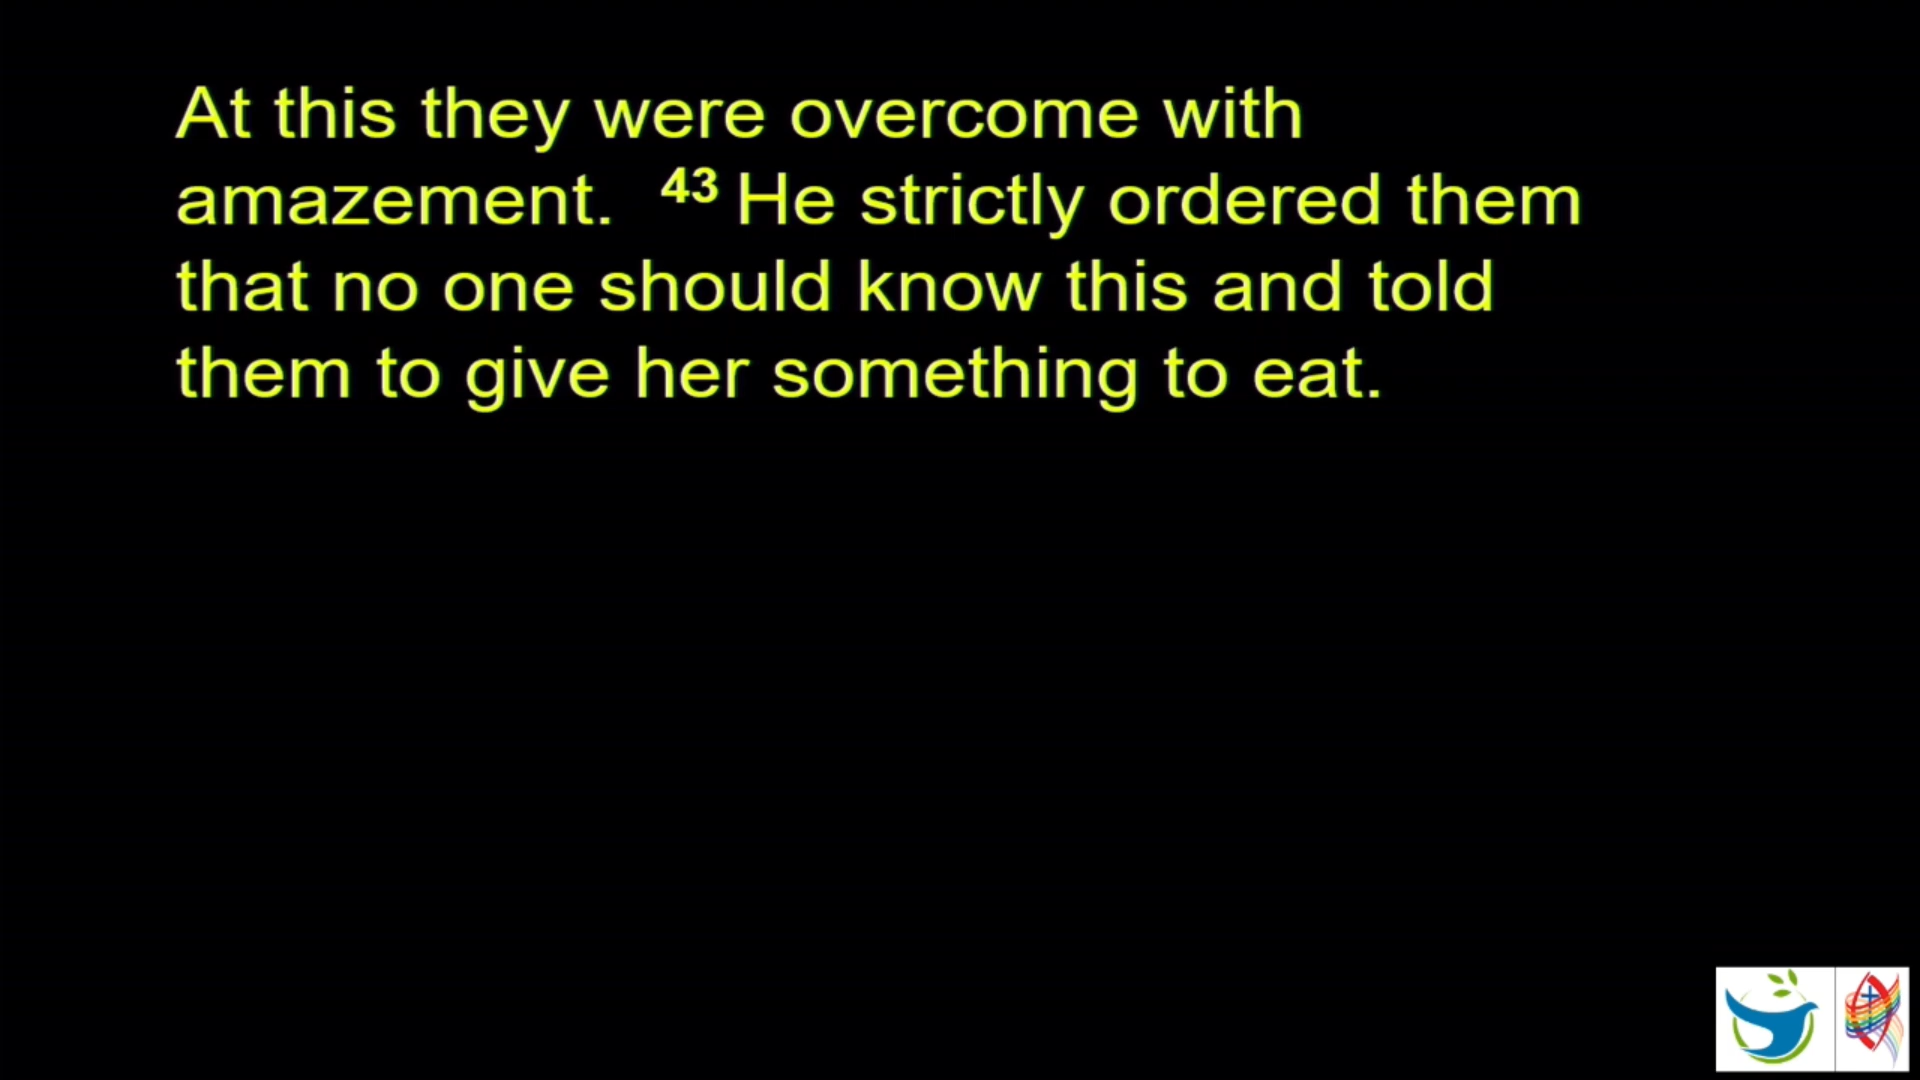 At this they were overcome with
amazement. 43 He strictly ordered them
that no one should know this and told
them to give her something to eat.